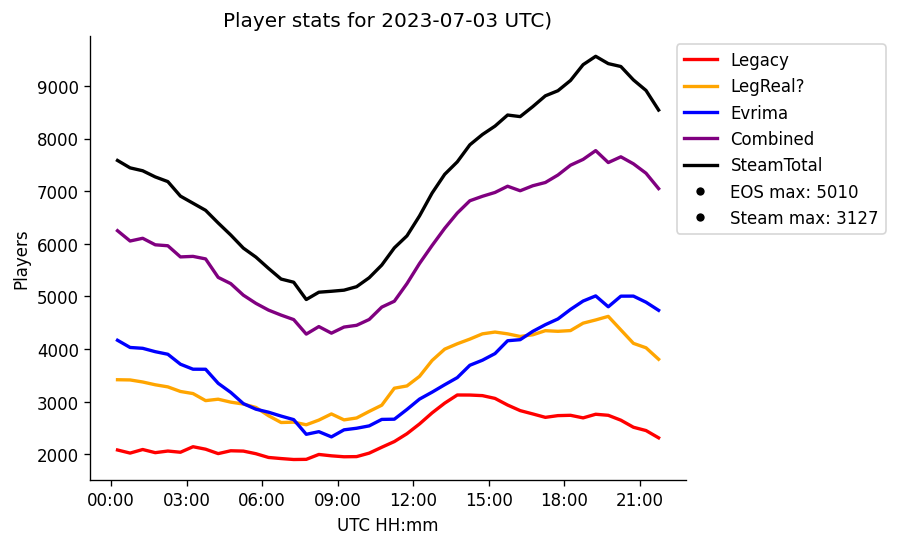 Player stats for 2023-07-03 UTC)
Legacy
LegReal?
Evrima
Combined
SteamTotal
EOS max: 5010
Steam max: 3127
Players
9000
8000
7000
6000
5000
4000
3000
2000
00:00 03:00 06:00 09:00 12:00 15:00 18:00 21:00
UTC HH:mm